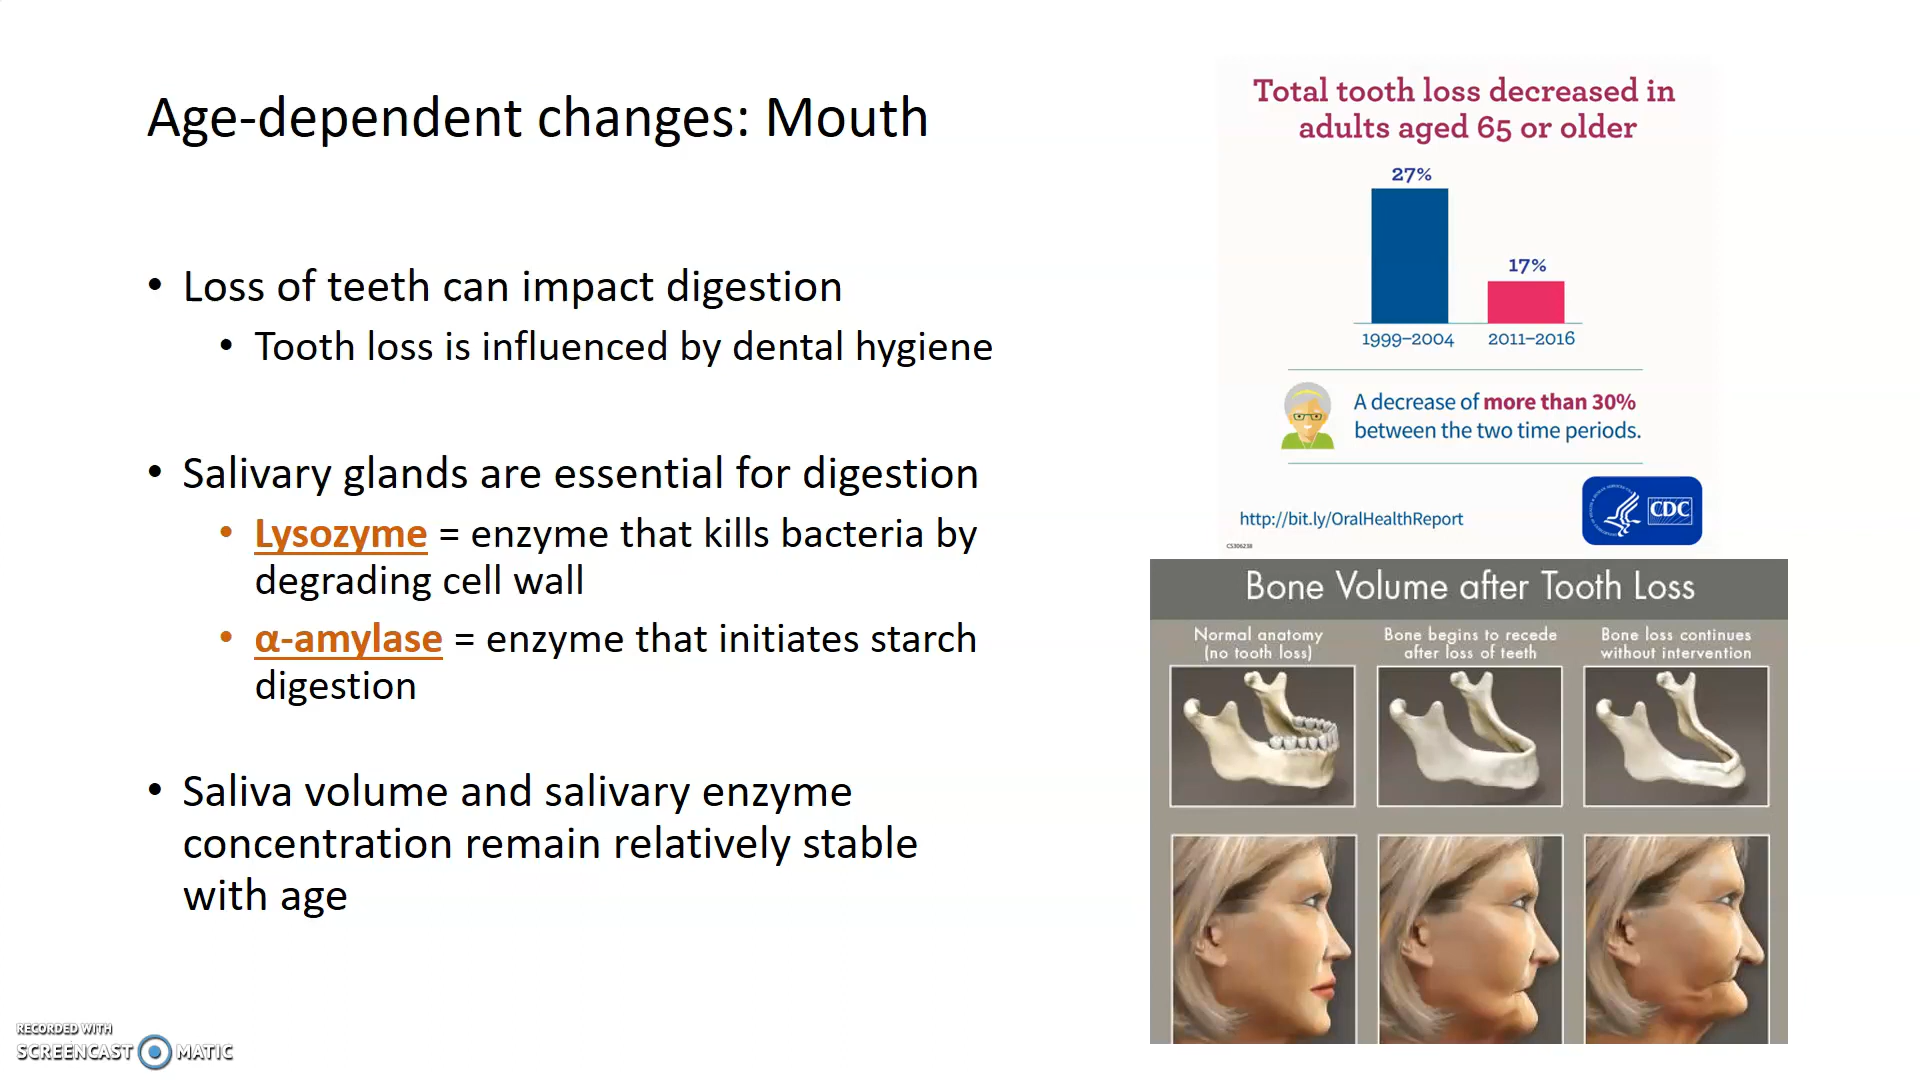 Age-dependent changes: Mouth
• Loss of teeth can impact digestion
• Tooth loss is influenced by dental hygiene
• Salivary glands are essential for digestion
• Lysozyme = enzyme that kills bacteria by
degrading cell wall
• α-amylase = enzyme that initiates starch
digestion
• Saliva volume and salivary enzyme
concentration remain relatively stable
with age
Total tooth loss decreased in
adults aged 65 or older
27%
17%
1999–2004
2011–2016
A decrease of more than 30%
between the two time periods.
http://bit.ly/OralHealthReport
CDC
CS306238
Bone Volume after Tooth Loss
Normal anatomy
(no tooth loss)
Bone begins to recede
after loss of teeth
Bone loss continues
without intervention
RECORDED WITH
SCREENCAST MATIC